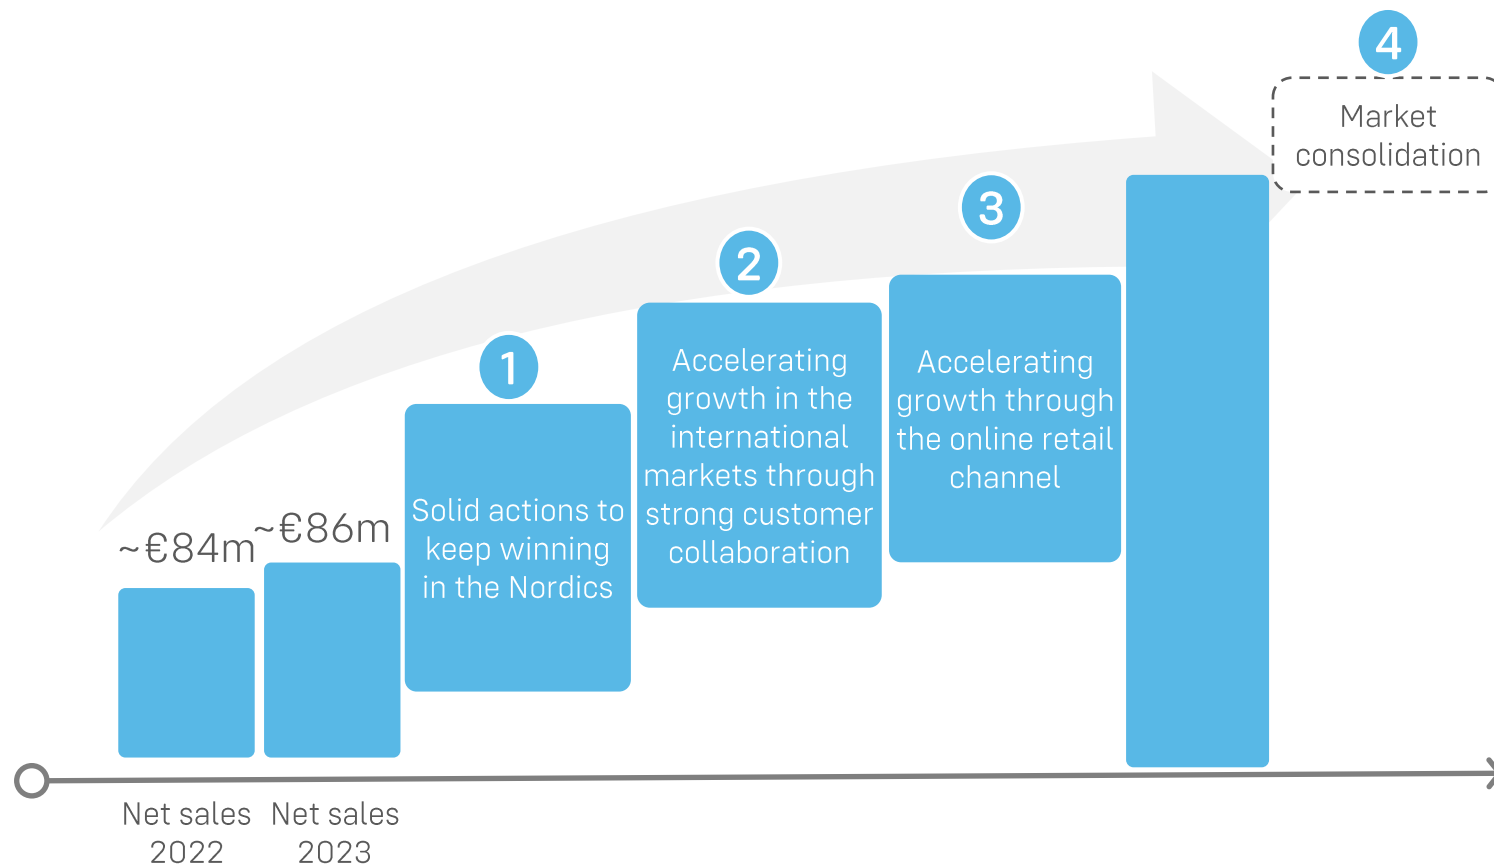 4
Market
consolidation
3
2
1
Accelerating
growth in the
international
markets through
strong customer
collaboration
Accelerating
growth through
the online retail
channel
Solid actions to
keep winning
in the Nordics
~€84m
~€86m
Net sales
2022
Net sales
2023